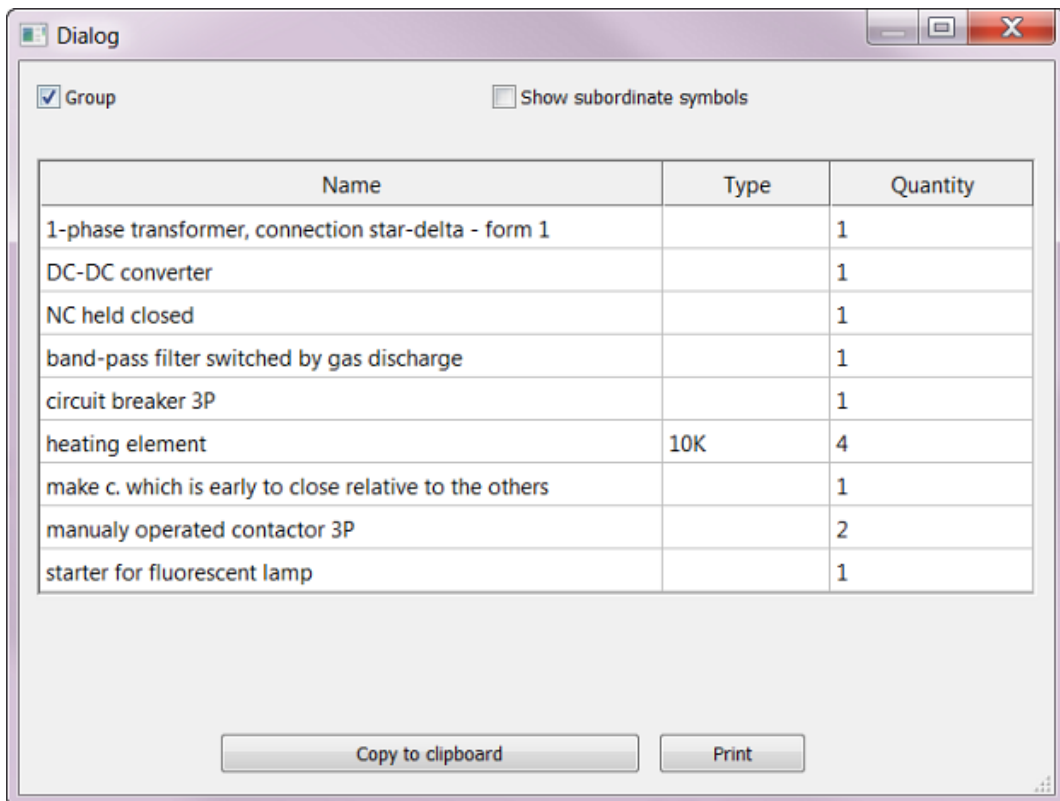 Dialog
Group Show subordinate symbols
Name Type Quantity
1-phase transformer, connection star-delta - form 1 1
DC-DC converter 1
NC held closed 1
band-pass filter switched by gas discharge 1
circuit breaker 3P 1
heating element 10K 4
make c. which is early to close relative to the others 1
manualy operated contactor 3P 2
starter for fluorescent lamp 1
Copy to clipboard Print